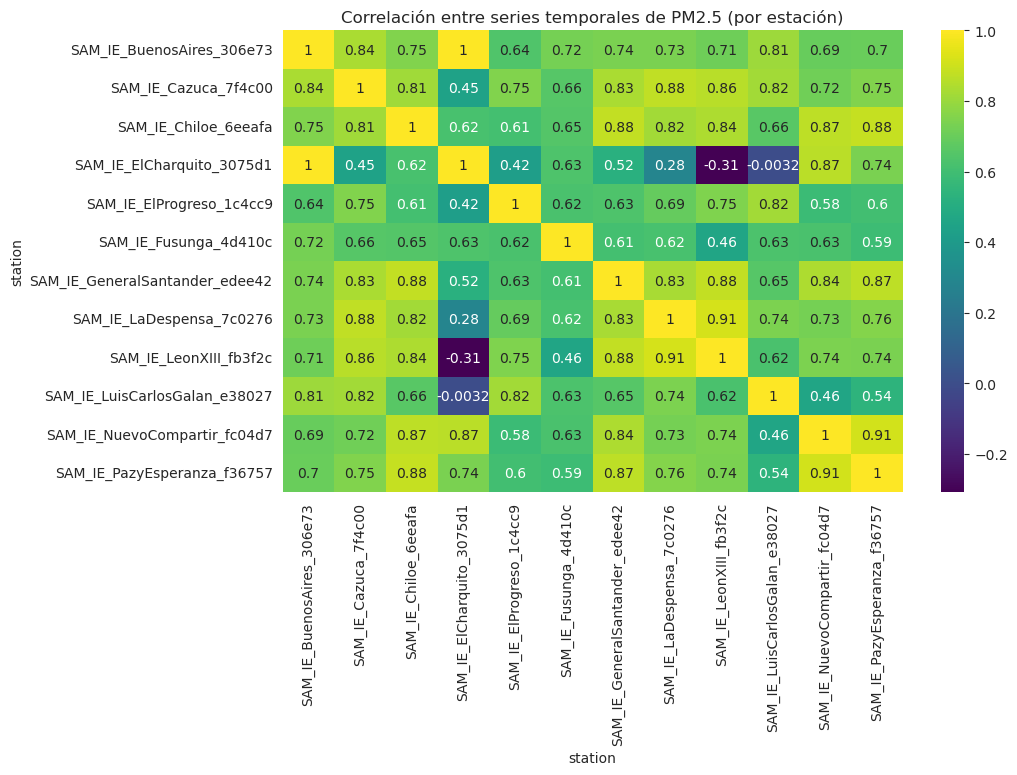 Correlación entre series temporales de PM2.5 (por estación)
SAM_IE_BuenosAires_306e73 1 0.84 0.75 1 0.64 0.72 0.74 0.73 0.71 0.81 0.69 0.7
SAM_IE_Cazuca_7f4c00 0.84 1 0.81 0.45 0.75 0.66 0.83 0.88 0.86 0.82 0.72 0.75
SAM_IE_Chiloe_6eeafa 0.75 0.81 1 0.62 0.61 0.65 0.88 0.82 0.84 0.66 0.87 0.88
SAM_IE_ElCharquito_3075d1 1 0.45 0.62 1 0.42 0.63 0.52 0.28 -0.31 -0.0032 0.87 0.74
SAM_IE_ElProgreso_1c4cc9 0.64 0.75 0.61 0.42 1 0.62 0.63 0.69 0.75 0.82 0.58 0.6
SAM_IE_Fusunga_4d410c 0.72 0.66 0.65 0.63 0.62 1 0.61 0.62 0.46 0.63 0.63 0.59
SAM_IE_GeneralSantander_edee42 0.74 0.83 0.88 0.52 0.63 0.61 1 0.83 0.88 0.65 0.84 0.87
SAM_IE_LaDespensa_7c0276 0.73 0.88 0.82 0.28 0.69 0.62 0.83 1 0.91 0.74 0.73 0.76
SAM_IE_LeonXIII_fb3f2c 0.71 0.86 0.84 -0.31 0.75 0.46 0.88 0.91 1 0.62 0.74 0.74
SAM_IE_LuisCarlosGalan_e38027 0.81 0.82 0.66 -0.0032 0.82 0.63 0.65 0.74 0.62 1 0.46 0.54
SAM_IE_NuevoCompartir_fc04d7 0.69 0.72 0.87 0.87 0.58 0.63 0.84 0.73 0.74 0.46 1 0.91
SAM_IE_PazyEsperanza_f36757 0.7 0.75 0.88 0.74 0.6 0.59 0.87 0.76 0.74 0.54 0.91 1
station
SAM_IE_BuenosAires_306e73
SAM_IE_Cazuca_7f4c00
SAM_IE_Chiloe_6eeafa
SAM_IE_ElCharquito_3075d1
SAM_IE_ElProgreso_1c4cc9
SAM_IE_Fusunga_4d410c
SAM_IE_GeneralSantander_edee42
SAM_IE_LaDespensa_7c0276
SAM_IE_LeonXIII_fb3f2c
SAM_IE_LuisCarlosGalan_e38027
SAM_IE_NuevoCompartir_fc04d7
SAM_IE_PazyEsperanza_f36757
station
1.0
0.8
0.6
0.4
0.2
0.0
−0.2